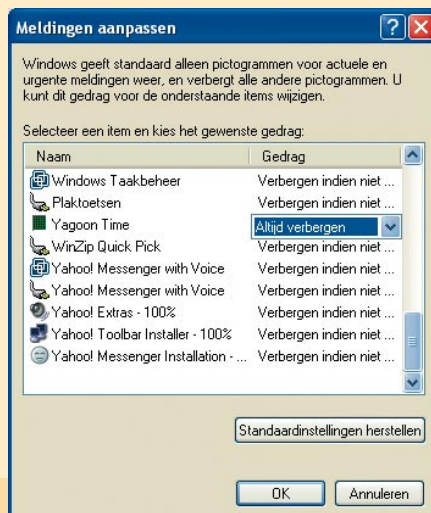 Meldingen aanpassen
Windows geeft standaard alleen pictogrammen voor actuele en
urgente meldingen weer, en verbergt alle andere pictogrammen. U
kunt dit gedrag voor de onderstaande items wijzigen.
Selecteer een item en kies het gewenste gedrag:
Naam Gedrag
Windows Taakbeheer Verbergen indien niet ...
Plaktoetsen Verbergen indien niet ...
Yagoon Time Altijd verbergen
WinZip Quick Pick Verbergen indien niet ...
Yahoo! Messenger with Voice Verbergen indien niet ...
Yahoo! Messenger with Voice Verbergen indien niet ...
Yahoo! Extras - 100% Verbergen indien niet ...
Yahoo! Toolbar Installer - 100% Verbergen indien niet ...
Yahoo! Messenger Installation - ... Verbergen indien niet ...
Standaardinstellingen herstellen
OK Annuleren